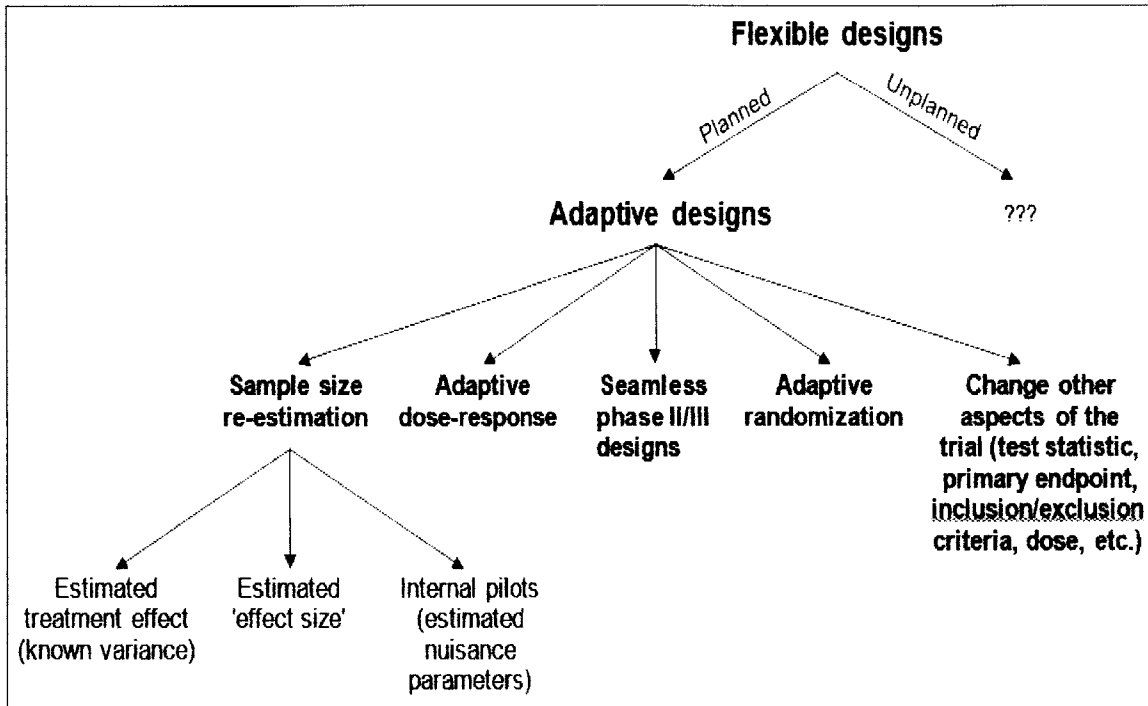 Flexible designs
Planned
Unplanned
Adaptive designs
???
Sample size
re-estimation
Adaptive
dose-response
Seamless
phase II/III
designs
Adaptive
randomization
Change other
aspects of the
trial (test statistic,
primary endpoint,
inclusion/exclusion
criteria, dose, etc.)
Estimated
treatment effect
(known variance)
Estimated
'effect size'
Internal pilots
(estimated
nuisance
parameters)